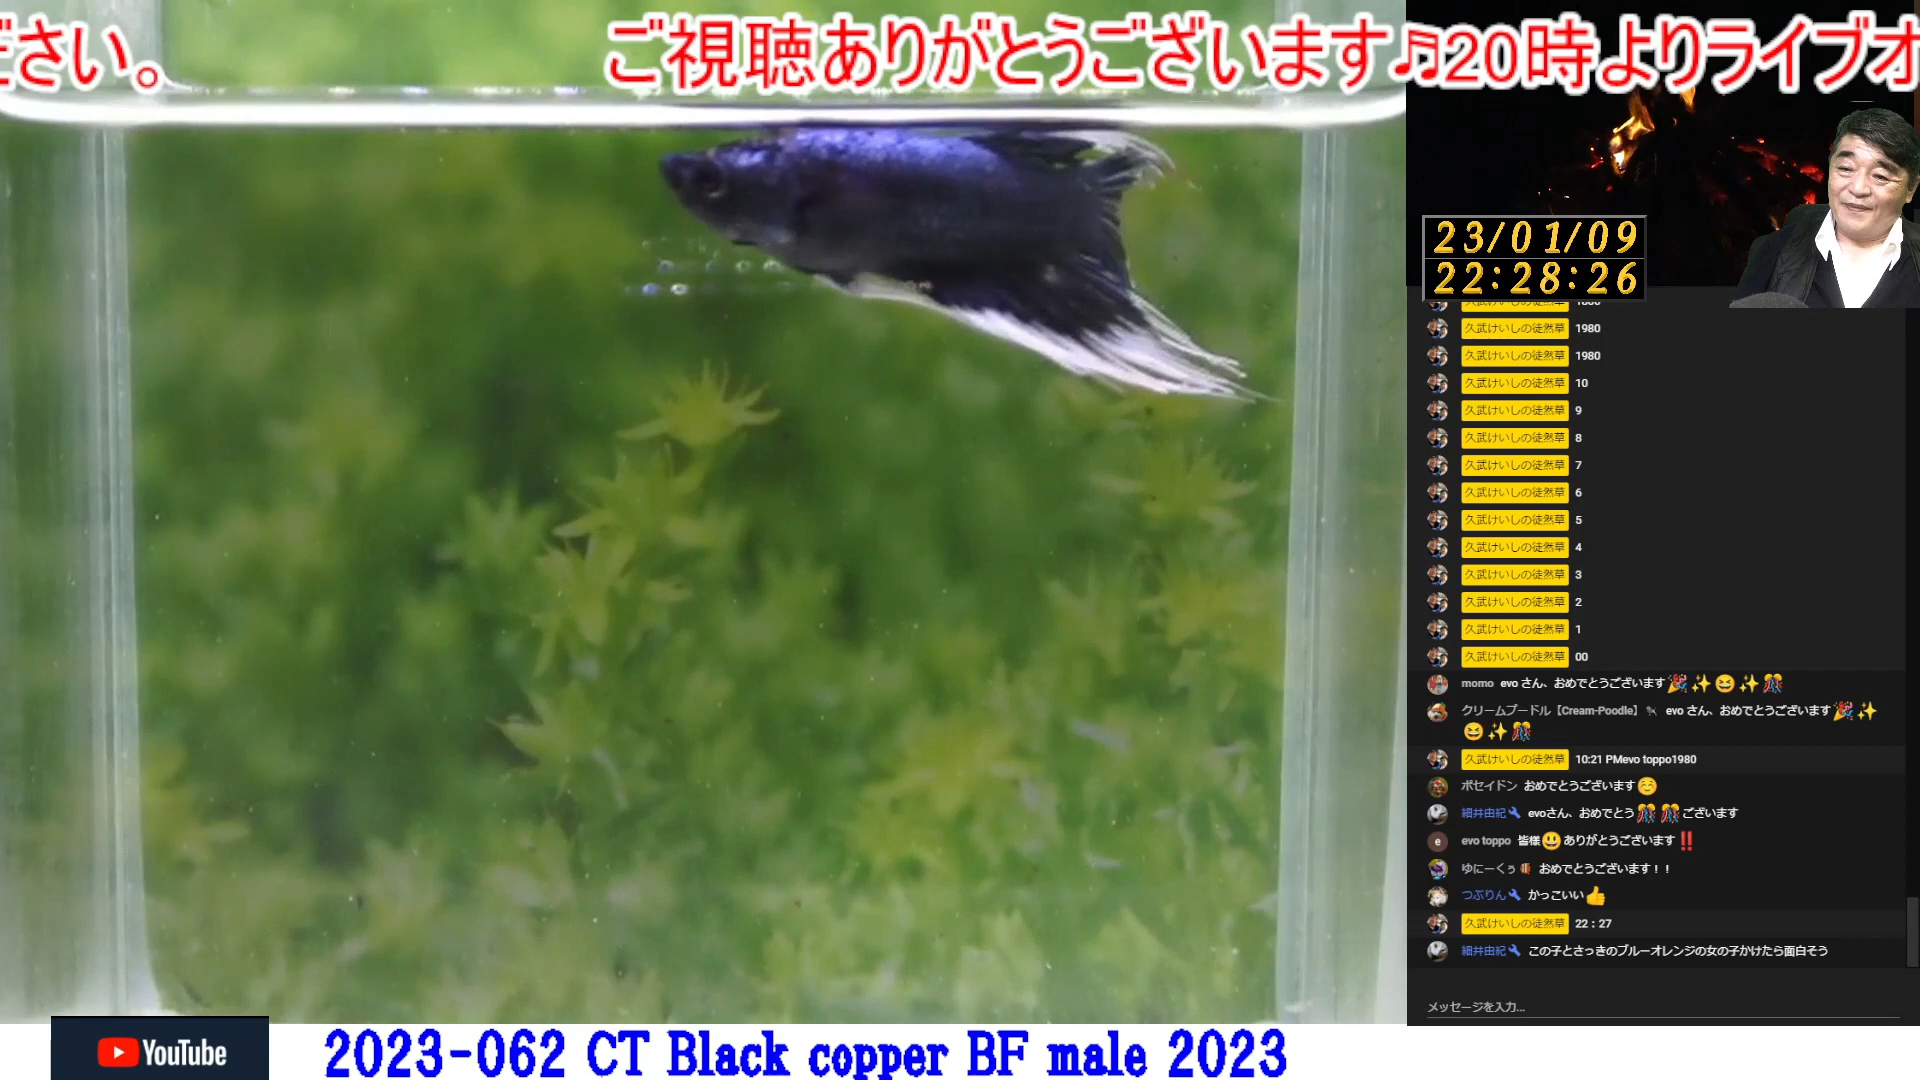 ださい。 ご視聴ありがとうございます♫20時よりライブオ
23/01/09
22:28:26
久武けいしの徒然草 1980
久武けいしの徒然草 1980
久武けいしの徒然草 10
久武けいしの徒然草 9
久武けいしの徒然草 8
久武けいしの徒然草 7
久武けいしの徒然草 6
久武けいしの徒然草 5
久武けいしの徒然草 4
久武けいしの徒然草 3
久武けいしの徒然草 2
久武けいしの徒然草 1
久武けいしの徒然草 00
momo evo さん、おめでとうございます🎉✨😆✨🎊
クリームプードル【Cream-Poodle】🐩 evo さん、おめでとうございます🎉✨
😆✨🎊
久武けいしの徒然草 10:21 PMevo toppo1980
ポセイドン おめでとうございます☺️
細井由紀 evoさん、おめでとう🎊🎊ございます
e evo toppo 皆様😃ありがとうございます‼️
ゆにーくぅ おめでとうございます！！
つぶりん かっこいい👍
久武けいしの徒然草 22：27
細井由紀 この子とさっきのブルーオレンジの女の子かけたら面白そう
メッセージを入力...
YouTube
2023-062 CT Black copper BF male 2023